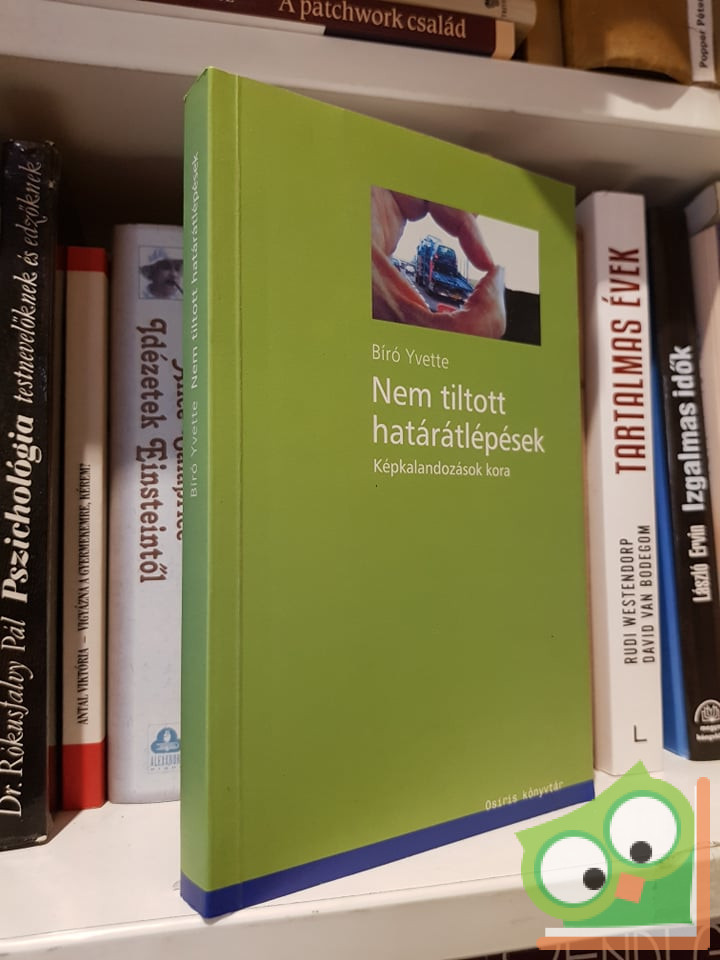 A patchwork család
Popper Péter
Dr. Rókusfalvy Pál Pszichológia testnevelőknek és edzőknek
ANTAL VIKTÓRIA – VIGYÁZNA A GYERMEKEMRE, KÉREM?
Idézetek Einsteintől
Bíró Yvette Nem tiltott határátlépések
Bíró Yvette
Nem tiltott
határátlépések
Képkalandozások kora
Osiris könyvtár
RUDI WESTENDORP
DAVID VAN BODEGOM
TARTALMAS ÉVEK
László Ervin Izgalmas idők